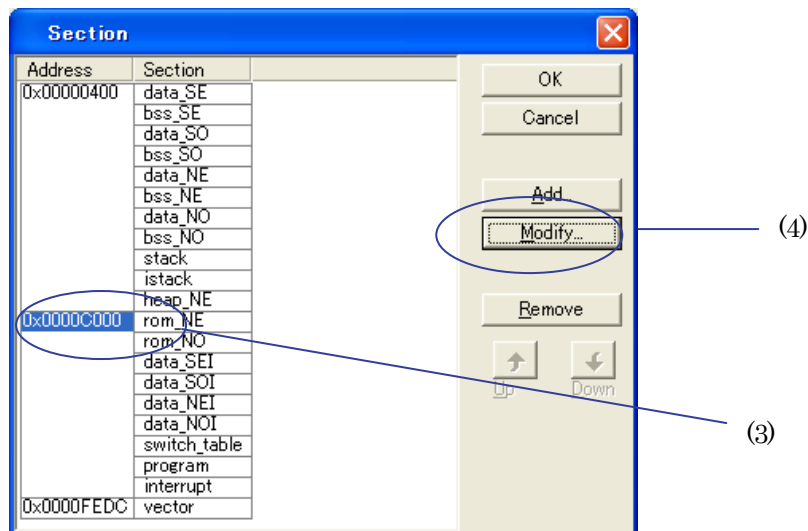 Section
Address Section
0x00000400 data_SE
bss_SE
data_SO
bss_SO
data_NE
bss_NE
data_NO
bss_NO
stack
istack
heap_NE
0x0000C000 rom_NE
rom_NO
data_SEI
data_SOI
data_NEI
data_NOI
switch_table
program
interrupt
0x0000FEDC vector
OK
Cancel
Add...
Modify...
(4)
Remove
Up Down
(3)